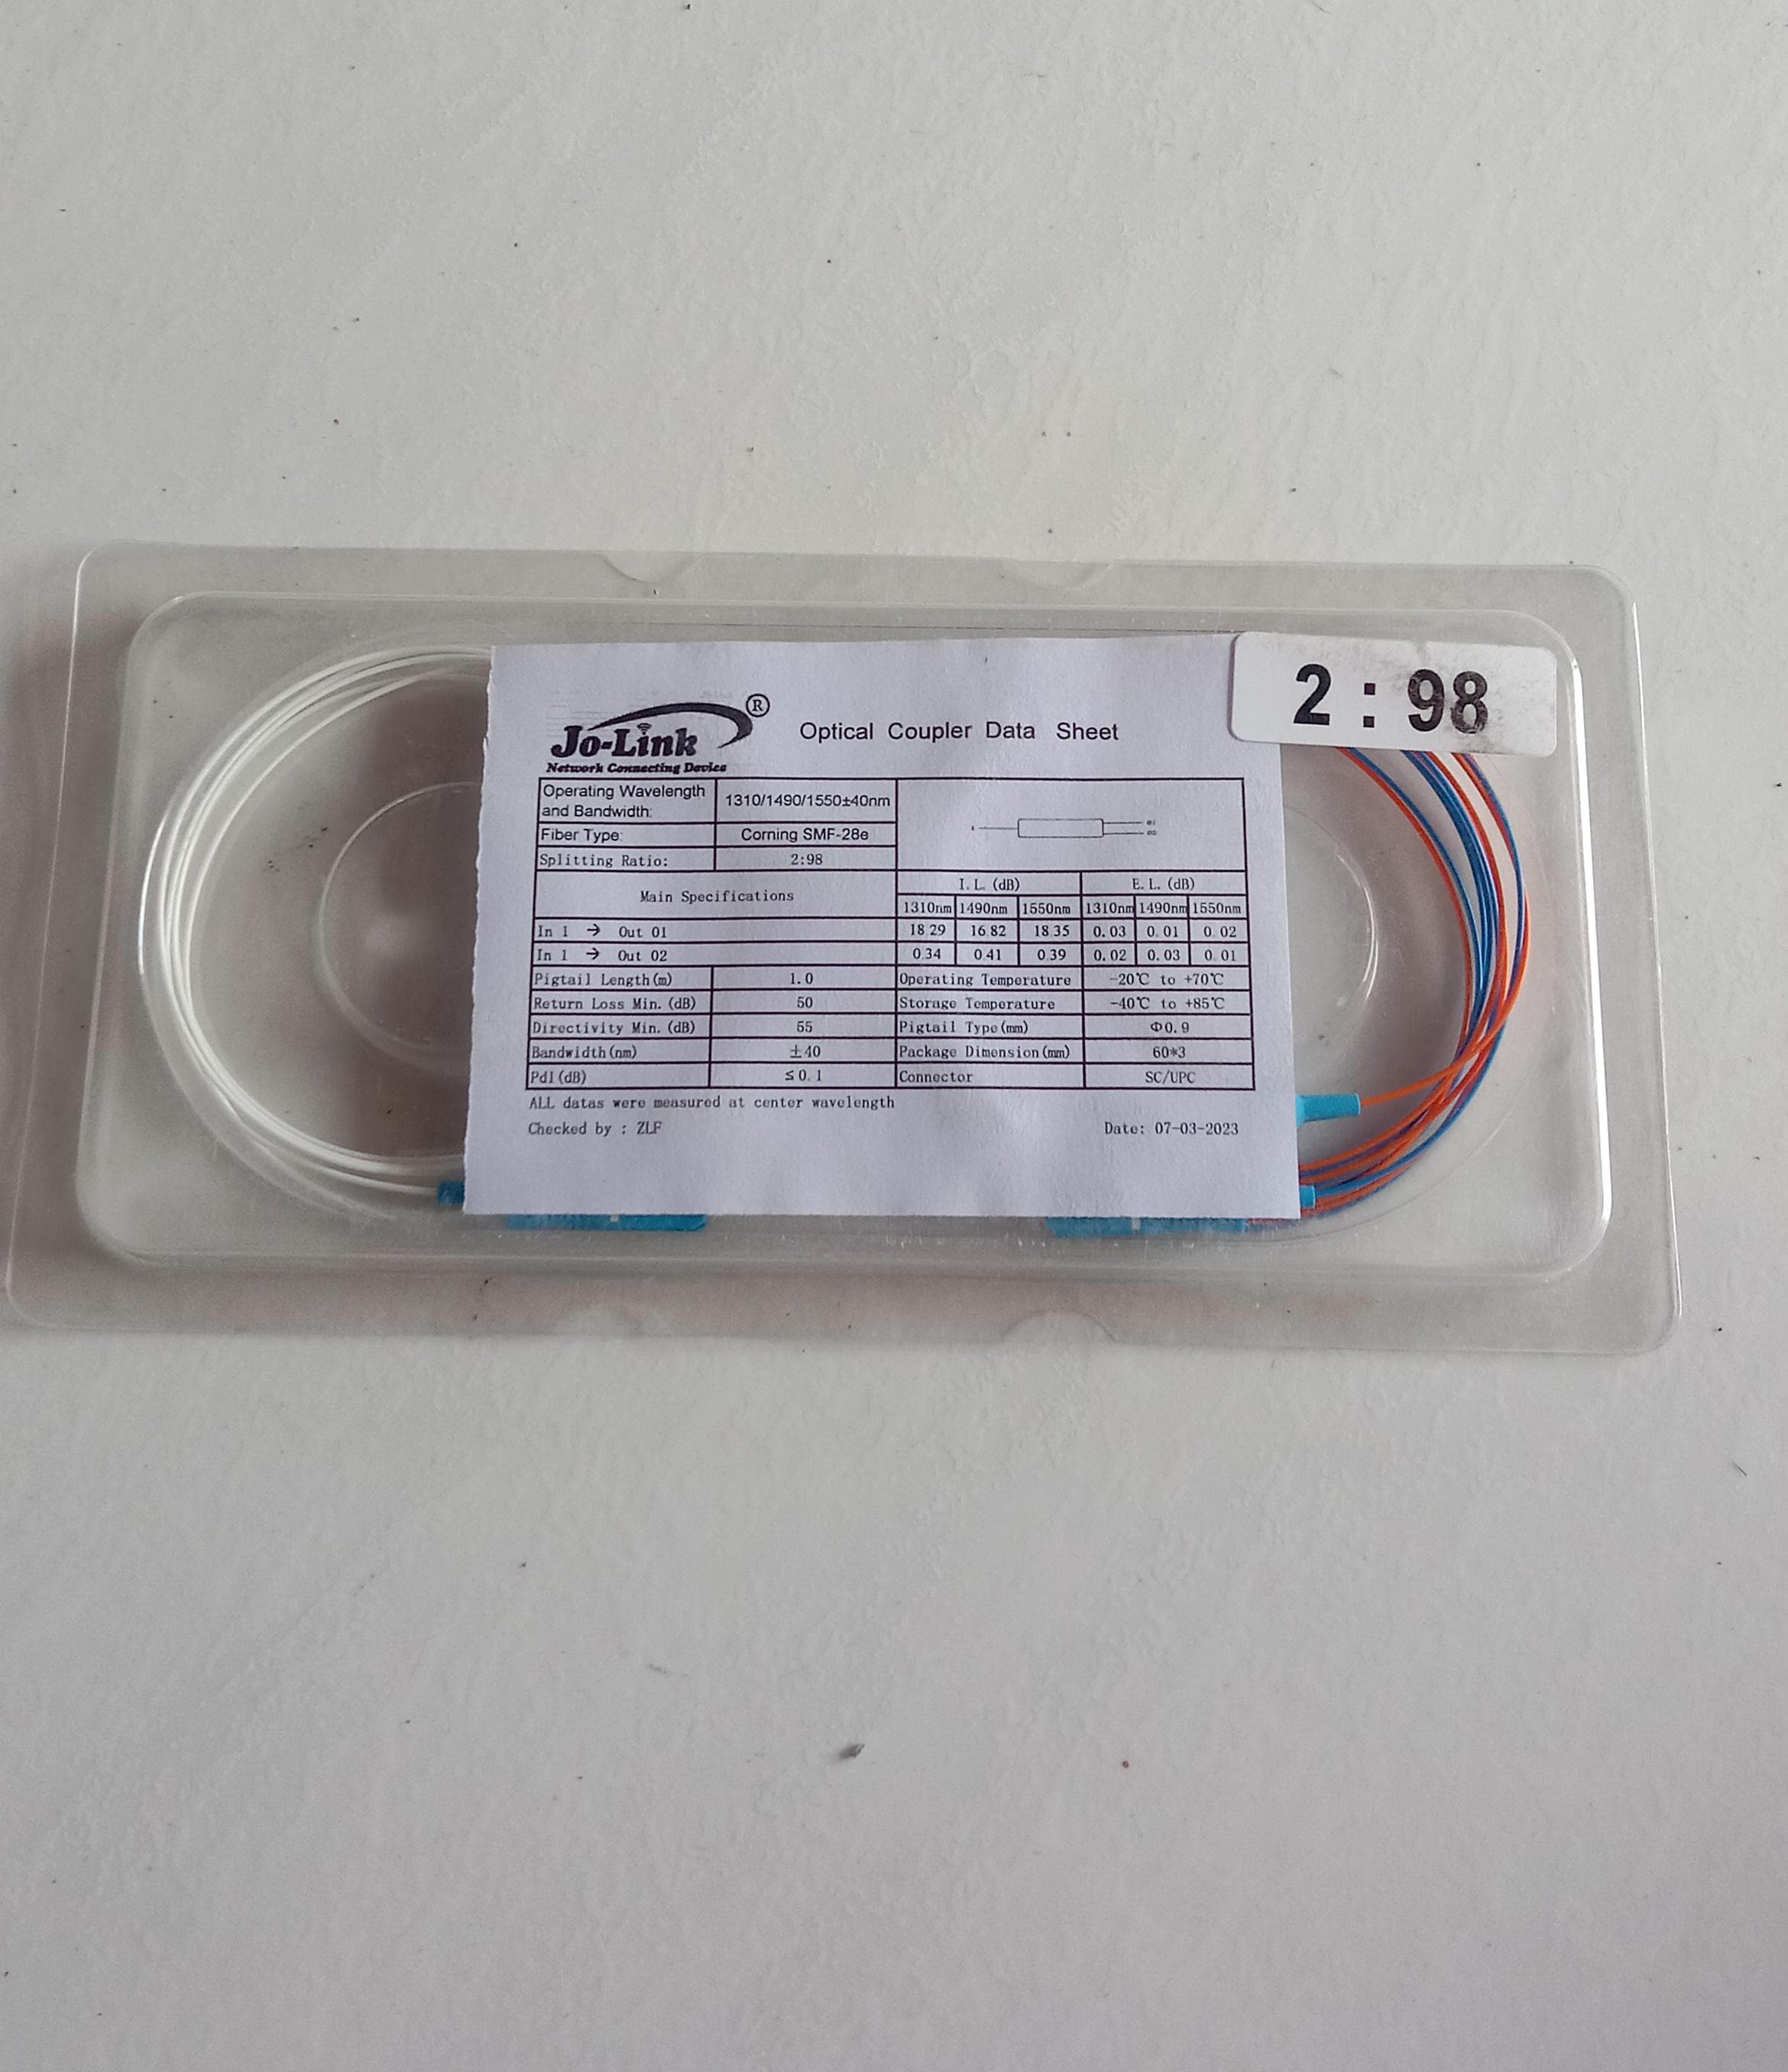 2 : 98
Jo-Link ®
Network Connecting Device
Optical Coupler Data Sheet
Operating Wavelength and Bandwidth: 1310/1490/1550±40nm
Fiber Type: Corning SMF-28e
Splitting Ratio: 2:98
Main Specifications
I.L. (dB) E.L. (dB)
1310nm 1490nm 1550nm 1310nm 1490nm 1550nm
In 1 → Out 01 18.29 16.82 18.35 0.03 0.01 0.02
In 1 → Out 02 0.34 0.41 0.39 0.02 0.03 0.01
Pigtail Length(m) 1.0 Operating Temperature -20℃ to +70℃
Return Loss Min. (dB) 50 Storage Temperature -40℃ to +85℃
Directivity Min. (dB) 55 Pigtail Type(mm) Φ0.9
Bandwidth(nm) ±40 Package Dimension(mm) 60*3
Pdl(dB) ≤0.1 Connector SC/UPC
ALL datas were measured at center wavelength
Checked by : ZLF Date: 07-03-2023